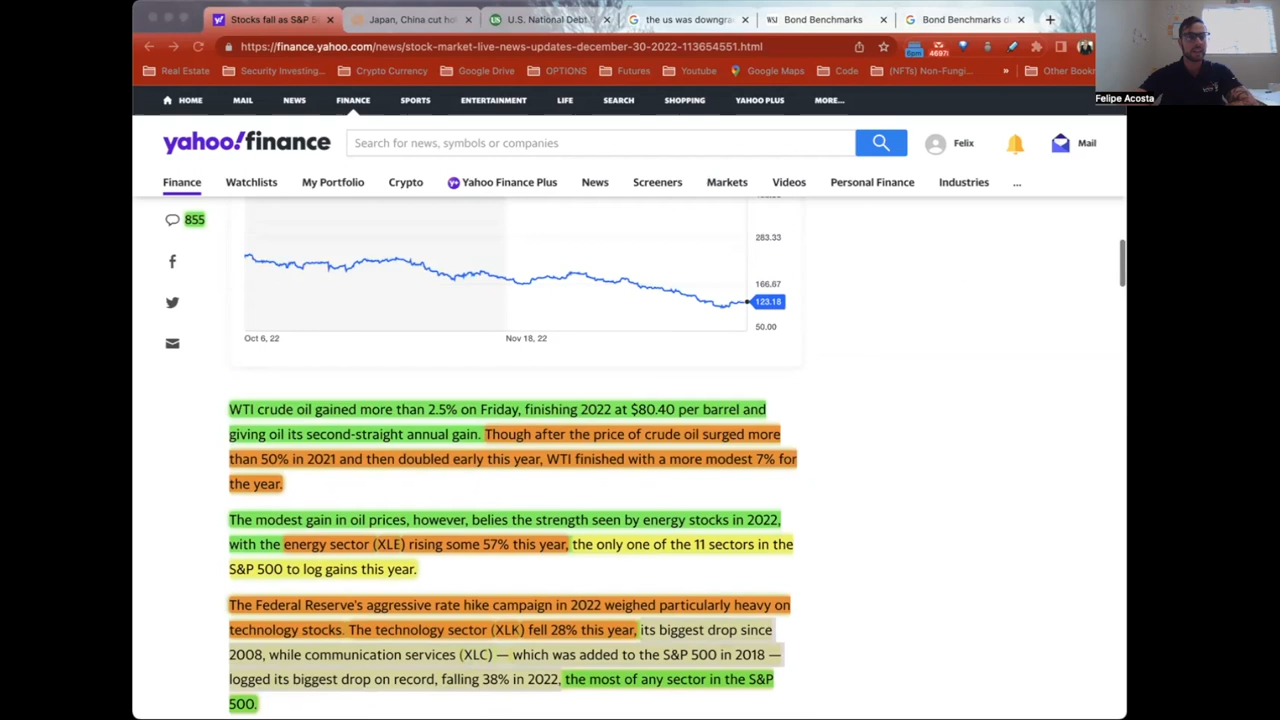 Stocks fall as S&P 5
Japan, China cut ho
U.S. National Debt
the us was downgra
Bond Benchmarks
Bond Benchmarks d
https://finance.yahoo.com/news/stock-market-live-news-updates-december-30-2022-113654551.html
6pm
Real Estate
Security Investing...
Crypto Currency
Google Drive
OPTIONS
Futures
Youtube
Google Maps
Code
(NFTs) Non-Fungi...
»
Other Bookm
Felipe Acosta
HOME
MAIL
NEWS
FINANCE
SPORTS
ENTERTAINMENT
LIFE
SEARCH
SHOPPING
YAHOO PLUS
MORE...
yahoo!finance
Search for news, symbols or companies
Felix
Mail
Finance
Watchlists
My Portfolio
Crypto
Yahoo Finance Plus
News
Screeners
Markets
Videos
Personal Finance
Industries
...
855
283.33
166.67
123.18
50.00
Oct 6, 22
Nov 18, 22
WTI crude oil gained more than 2.5% on Friday, finishing 2022 at $80.40 per barrel and
giving oil its second-straight annual gain. Though after the price of crude oil surged more
than 50% in 2021 and then doubled early this year, WTI finished with a more modest 7% for
the year.
The modest gain in oil prices, however, belies the strength seen by energy stocks in 2022,
with the energy sector (XLE) rising some 57% this year, the only one of the 11 sectors in the
S&P 500 to log gains this year.
The Federal Reserve's aggressive rate hike campaign in 2022 weighed particularly heavy on
technology stocks. The technology sector (XLK) fell 28% this year, its biggest drop since
2008, while communication services (XLC) — which was added to the S&P 500 in 2018 —
logged its biggest drop on record, falling 38% in 2022, the most of any sector in the S&P
500.